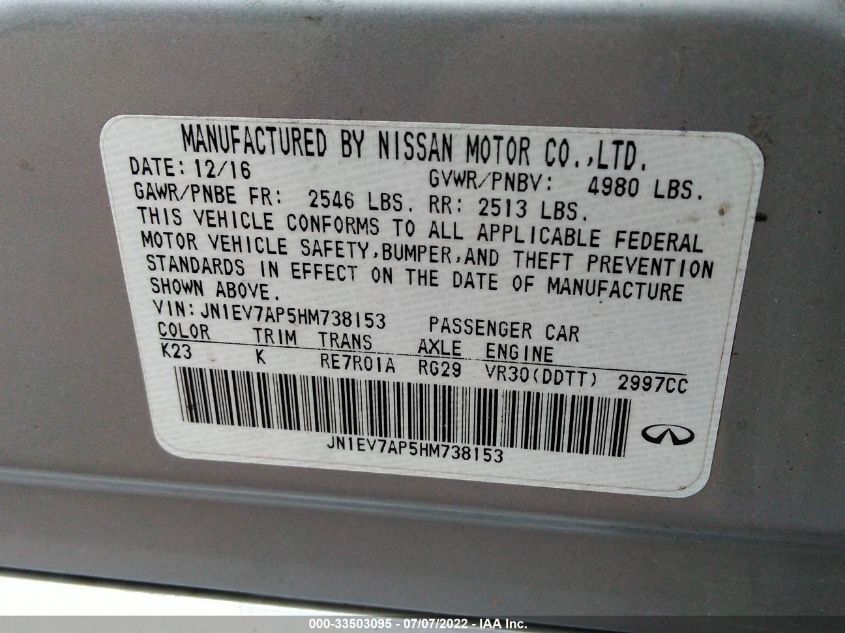 MANUFACTURED BY NISSAN MOTOR CO.,LTD.
DATE: 12/16 GVWR/PNBV: 4980 LBS.
GAWR/PNBE FR: 2546 LBS. RR: 2513 LBS.
THIS VEHICLE CONFORMS TO ALL APPLICABLE FEDERAL
MOTOR VEHICLE SAFETY,BUMPER,AND THEFT PREVENTION
STANDARDS IN EFFECT ON THE DATE OF MANUFACTURE
SHOWN ABOVE.
VIN:JN1EV7AP5HM738153 PASSENGER CAR
COLOR TRIM TRANS AXLE ENGINE
K23 K RE7R01A RG29 VR30(DDTT) 2997CC
JN1EV7AP5HM738153
000-33503095 - 07/07/2022 - IAA Inc.